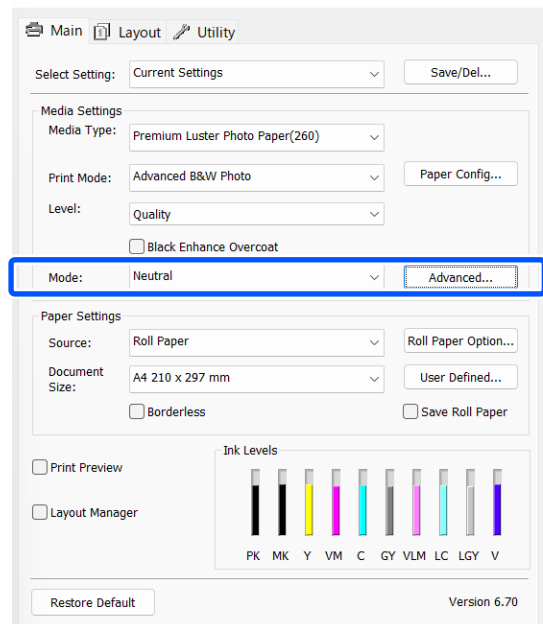 Main Layout Utility
Select Setting: Current Settings Save/Del...
Media Settings
Media Type: Premium Luster Photo Paper(260)
Print Mode: Advanced B&W Photo Paper Config...
Level: Quality
Black Enhance Overcoat
Mode: Neutral Advanced...
Paper Settings
Source: Roll Paper Roll Paper Option...
Document
Size: A4 210 x 297 mm User Defined...
Borderless Save Roll Paper
Ink Levels
Print Preview
Layout Manager
PK MK Y VM C GY VLM LC LGY V
Restore Defau Version 6.70